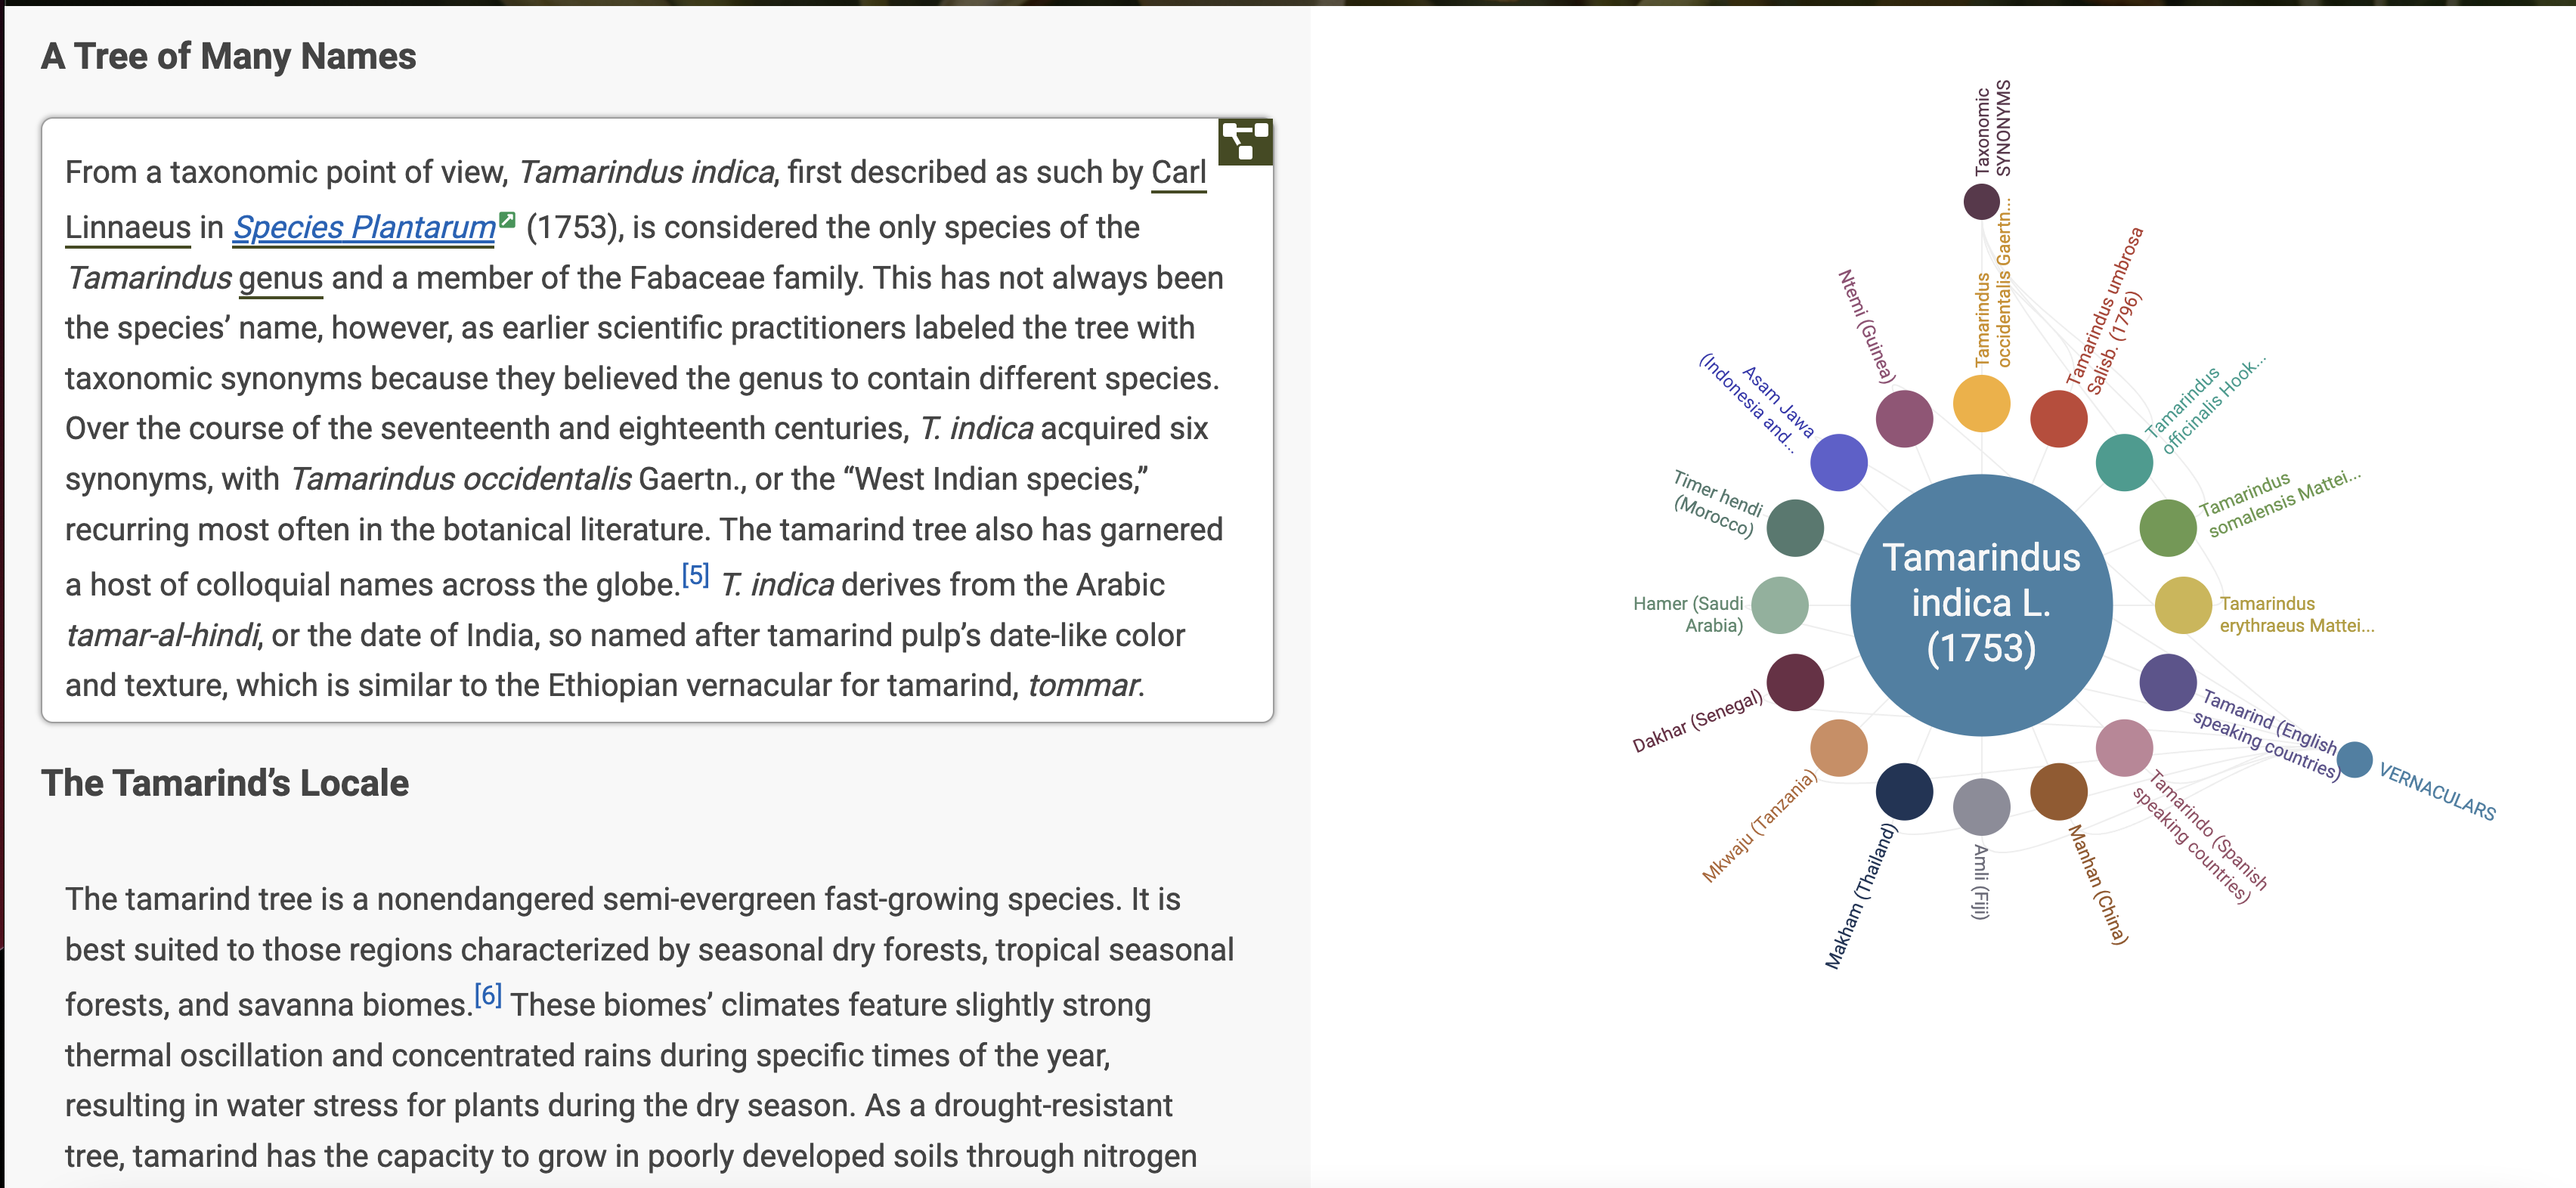 A Tree of Many Names
From a taxonomic point of view, Tamarindus indica, first described as such by Carl
Linnaeus in Species Plantarum (1753), is considered the only species of the
Tamarindus genus and a member of the Fabaceae family. This has not always been
the species’ name, however, as earlier scientific practitioners labeled the tree with
taxonomic synonyms because they believed the genus to contain different species.
Over the course of the seventeenth and eighteenth centuries, T. indica acquired six
synonyms, with Tamarindus occidentalis Gaertn., or the “West Indian species,”
recurring most often in the botanical literature. The tamarind tree also has garnered
a host of colloquial names across the globe.[5] T. indica derives from the Arabic
tamar-al-hindi, or the date of India, so named after tamarind pulp’s date-like color
and texture, which is similar to the Ethiopian vernacular for tamarind, tommar.
The Tamarind’s Locale
The tamarind tree is a nonendangered semi-evergreen fast-growing species. It is
best suited to those regions characterized by seasonal dry forests, tropical seasonal
forests, and savanna biomes.[6] These biomes’ climates feature slightly strong
thermal oscillation and concentrated rains during specific times of the year,
resulting in water stress for plants during the dry season. As a drought-resistant
tree, tamarind has the capacity to grow in poorly developed soils through nitrogen
Taxonomic
SYNONYMS
Tamarindus
occidentalis Gaertn...
Tamarindus umbrosa
Salisb. (1796)
Tamarindus
officinalis Hook...
Tamarindus
somalensis Mattei...
Tamarindus
erythraeus Mattei...
Tamarind (English
speaking countries)
VERNACULARS
Tamarindo (Spanish
speaking countries)
Manhan (China)
Amli (Fiji)
Makham (Thailand)
Mkwaju (Tanzania)
Dakhar (Senegal)
Hamer (Saudi
Arabia)
Timer hendi
(Morocco)
Asam Jawa
(Indonesia and...
Ntemi (Guinea)
Tamarindus
indica L.
(1753)